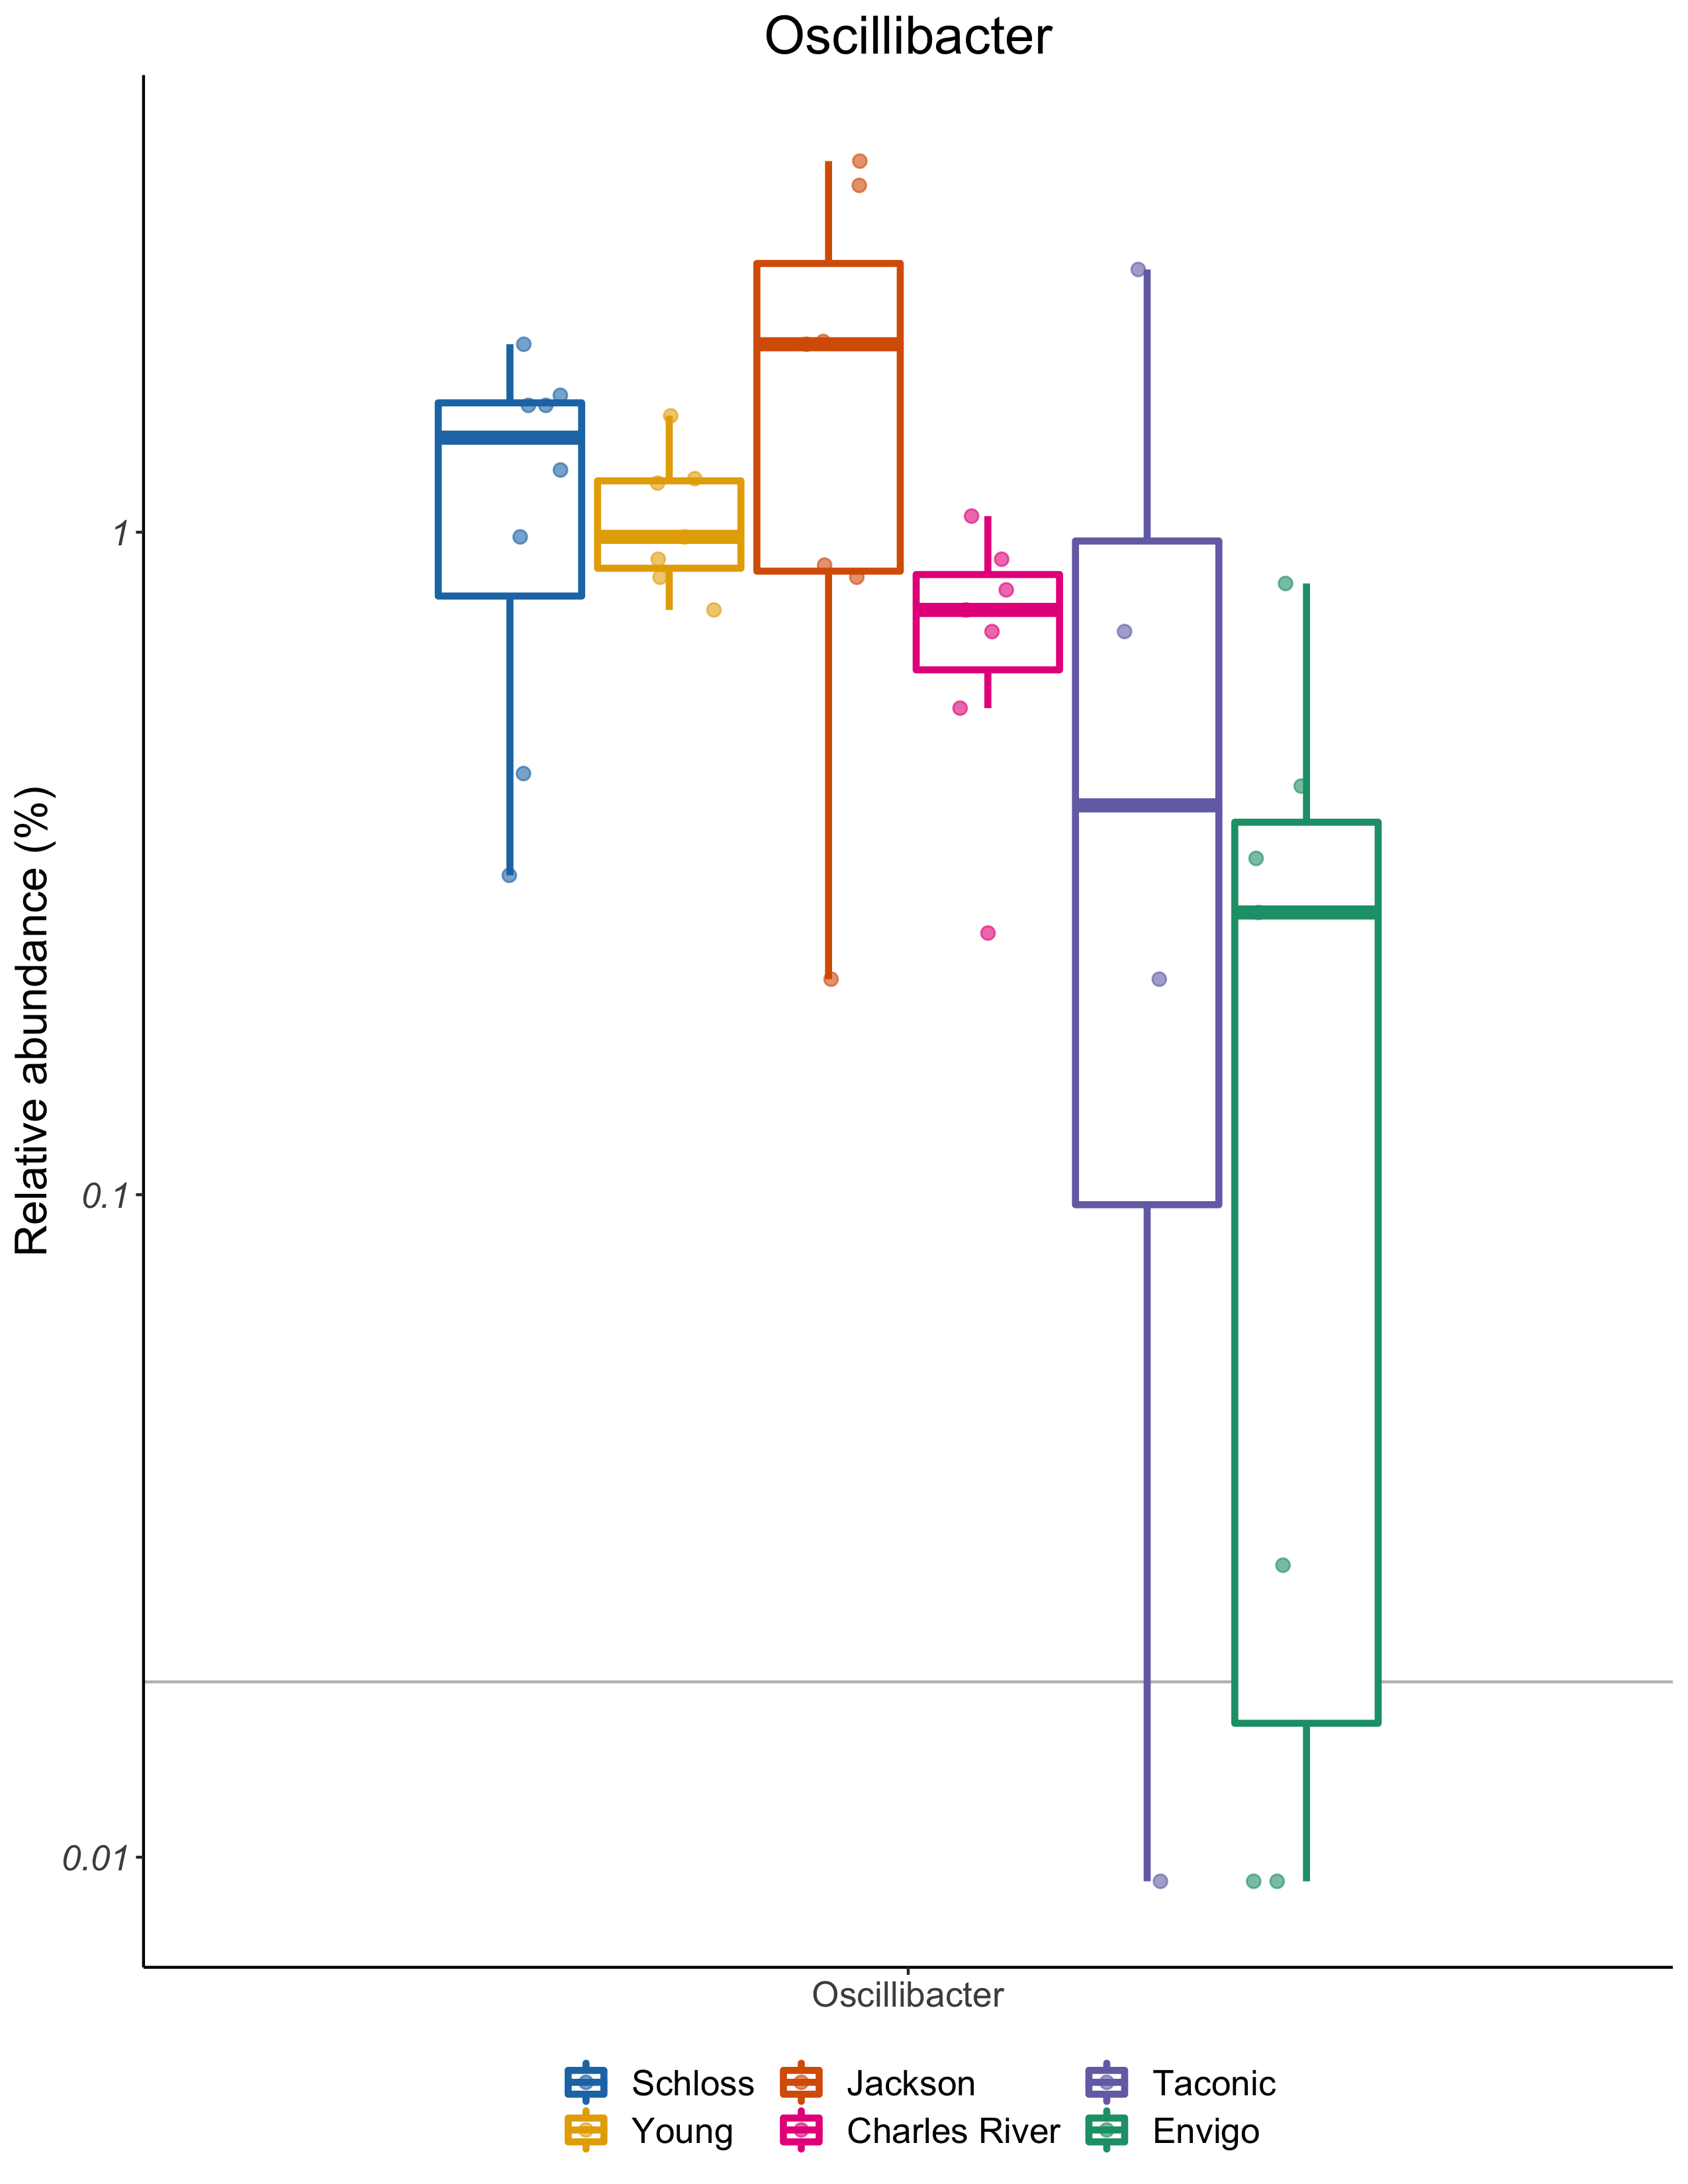 Oscillibacter
Relative abundance (%)
1
0.1
0.01
Oscillibacter
Schloss
Jackson
Taconic
Young
Charles River
Envigo